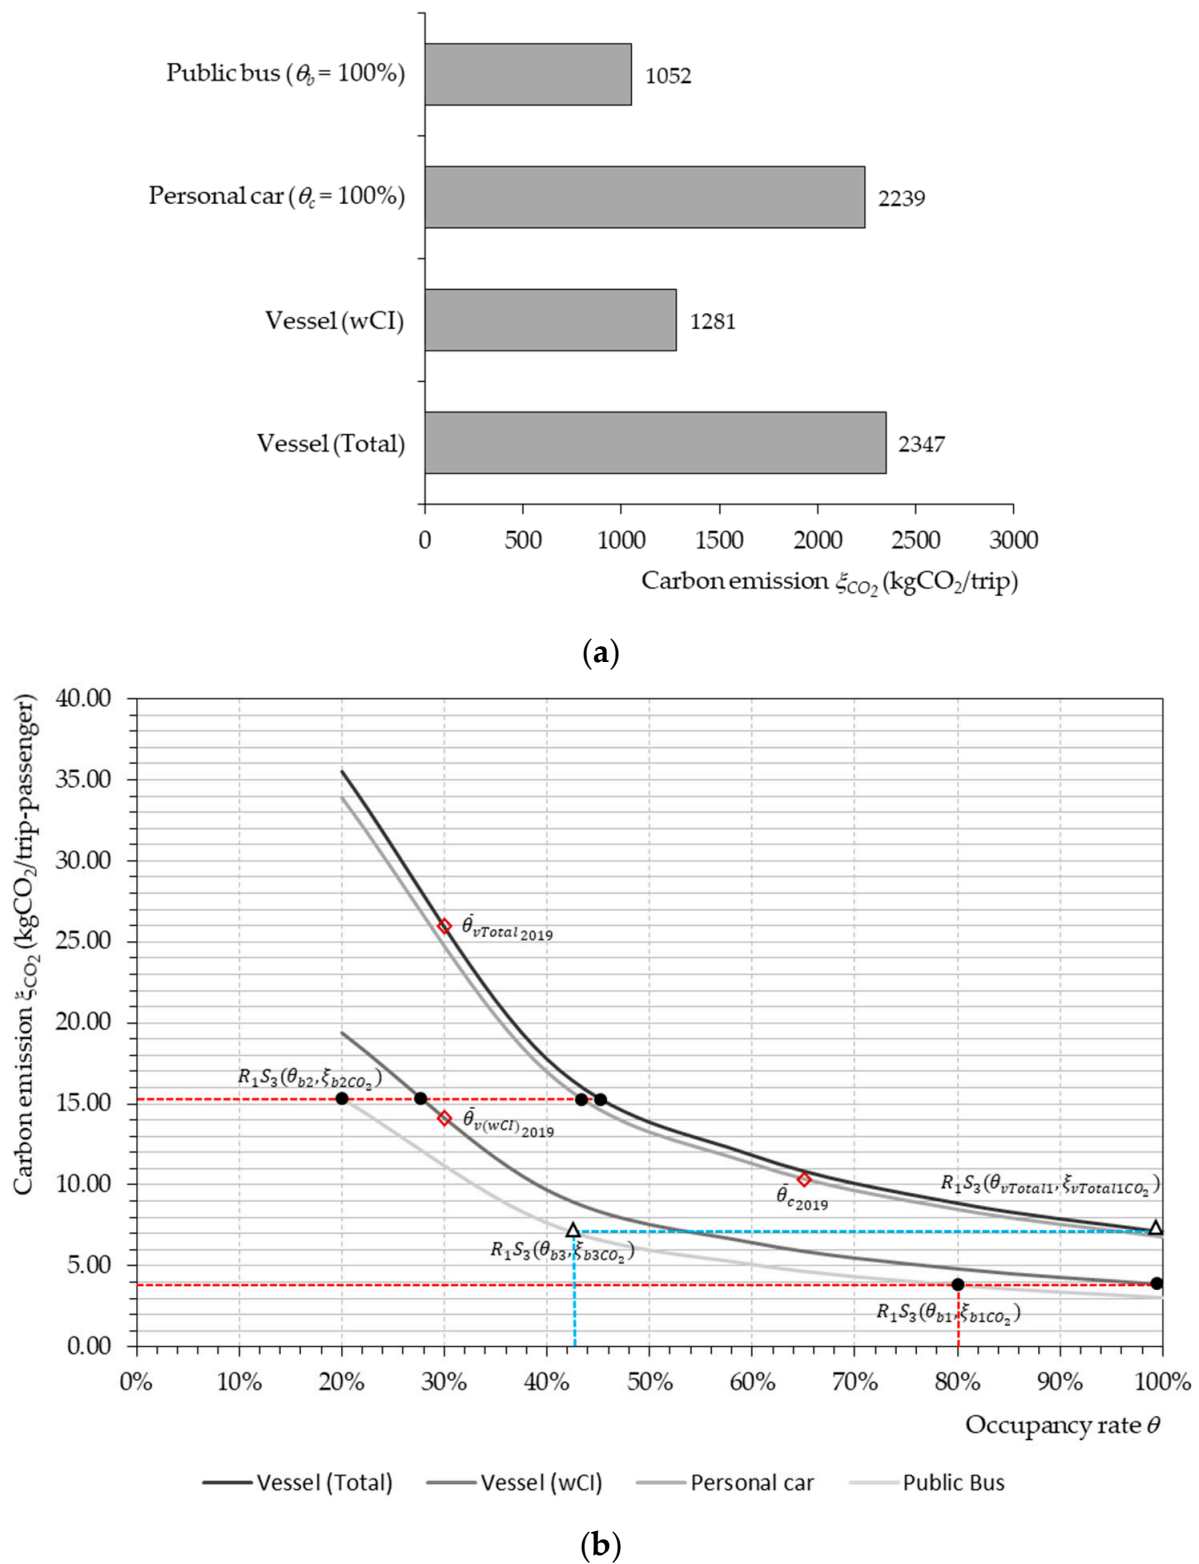 Public bus (θb = 100%)
1052
Personal car (θc = 100%)
2239
Vessel (wCI)
1281
Vessel (Total)
2347
0 500 1000 1500 2000 2500 3000
Carbon emission ξCO2 (kgCO2/trip)
(a)
Carbon emission ξCO2 (kgCO2/trip-passenger)
40.00
35.00
30.00
25.00
20.00
15.00
10.00
5.00
0.00
θ̄vTotal2019
R1S3(θb2,ξb2CO2)
θ̄v(wCI)2019
θ̄c2019
R1S3(θvTotal1,ξvTotal1CO2)
R1S3(θb3,ξb3CO2)
R1S3(θb1,ξb1CO2)
0% 10% 20% 30% 40% 50% 60% 70% 80% 90% 100%
Occupancy rate θ
Vessel (Total) Vessel (wCI) Personal car Public Bus
(b)